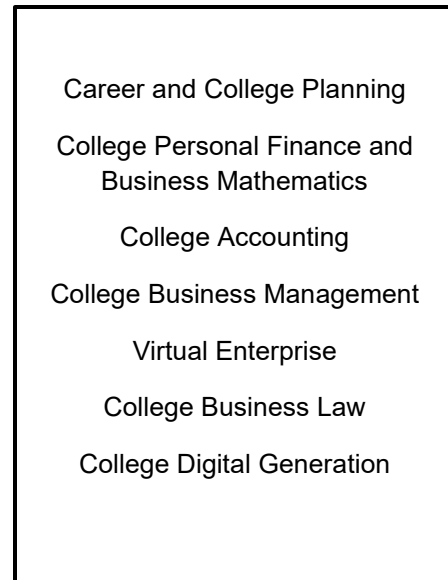 Career and College Planning
College Personal Finance and
Business Mathematics
College Accounting
College Business Management
Virtual Enterprise
College Business Law
College Digital Generation